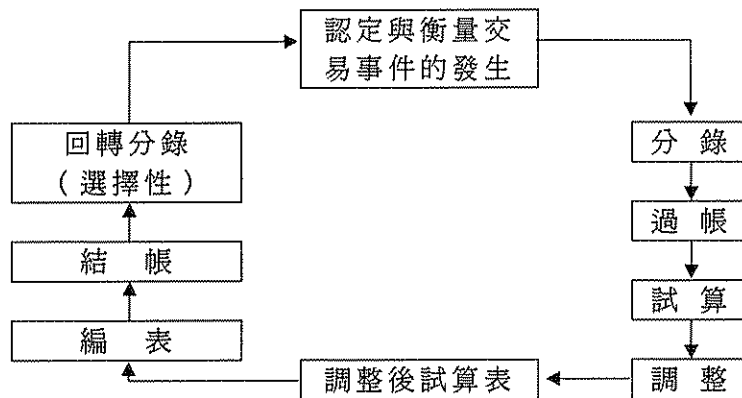 認定與衡量交
易事件的發生
回轉分錄
(選擇性)
分錄
過帳
結帳
試算
編表
調整後試算表
調整